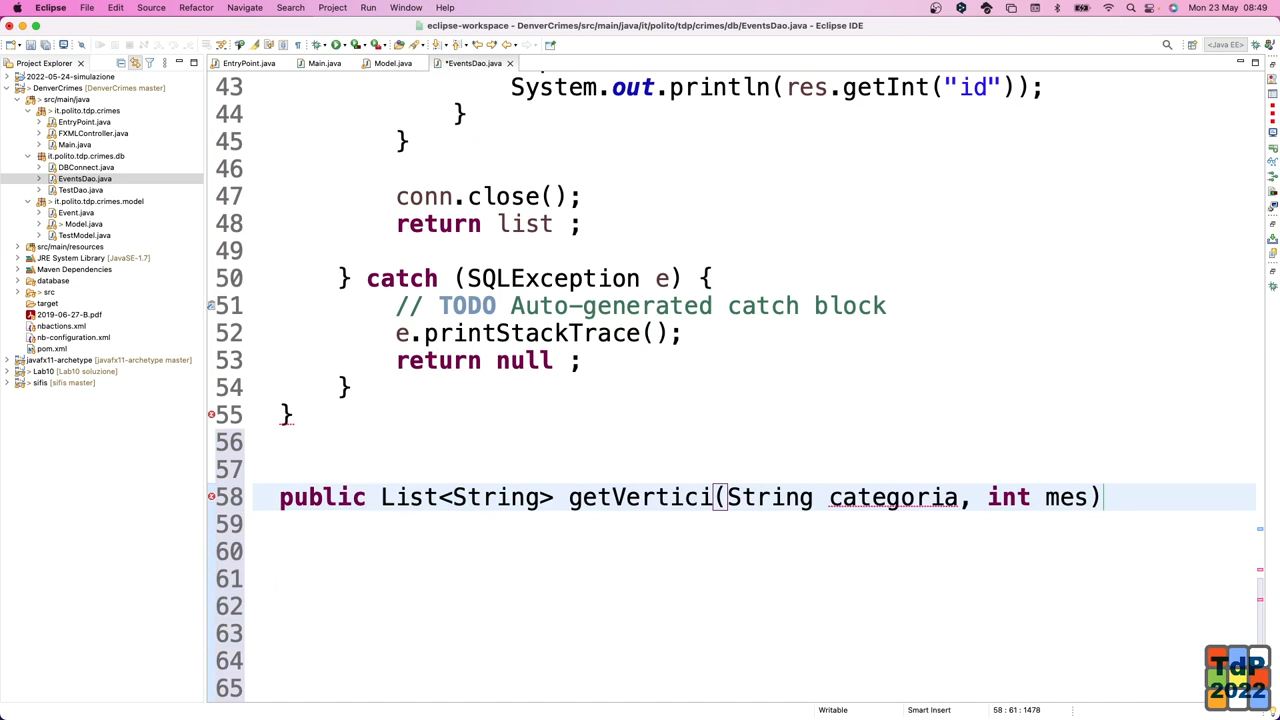 Eclipse File Edit Source Refactor Navigate Search Project Run Window Help Mon 23 May 08:49
eclipse-workspace - DenverCrimes/src/main/java/it/polito/tdp/crimes/db/EventsDao.java - Eclipse IDE
<Java EE>
Project Explorer
EntryPoint.java
Main.java
Model.java
*EventsDao.java
2022-05-24-simulazione
DenverCrimes [DenverCrimes master]
src/main/java
it.polito.tdp.crimes
EntryPoint.java
FXMLController.java
Main.java
it.polito.tdp.crimes.db
DBConnect.java
EventsDao.java
TestDao.java
> it.polito.tdp.crimes.model
Event.java
> Model.java
TestModel.java
src/main/resources
JRE System Library [JavaSE-1.7]
Maven Dependencies
database
> src
target
2019-06-27-B.pdf
nbactions.xml
nb-configuration.xml
pom.xml
javafx11-archetype [javafx11-archetype master]
> Lab10 [Lab10 soluzione]
> sifis [sifis master]
43 System.out.println(res.getInt("id"));
44 }
45 }
46
47 conn.close();
48 return list ;
49
50 } catch (SQLException e) {
51 // TODO Auto-generated catch block
52 e.printStackTrace();
53 return null ;
54 }
55 }
56
57
58 public List<String> getVertici(String categoria, int mes)
59
60
61
62
63
64
65
TdP
2022
Writable Smart Insert 58 : 61 : 1478